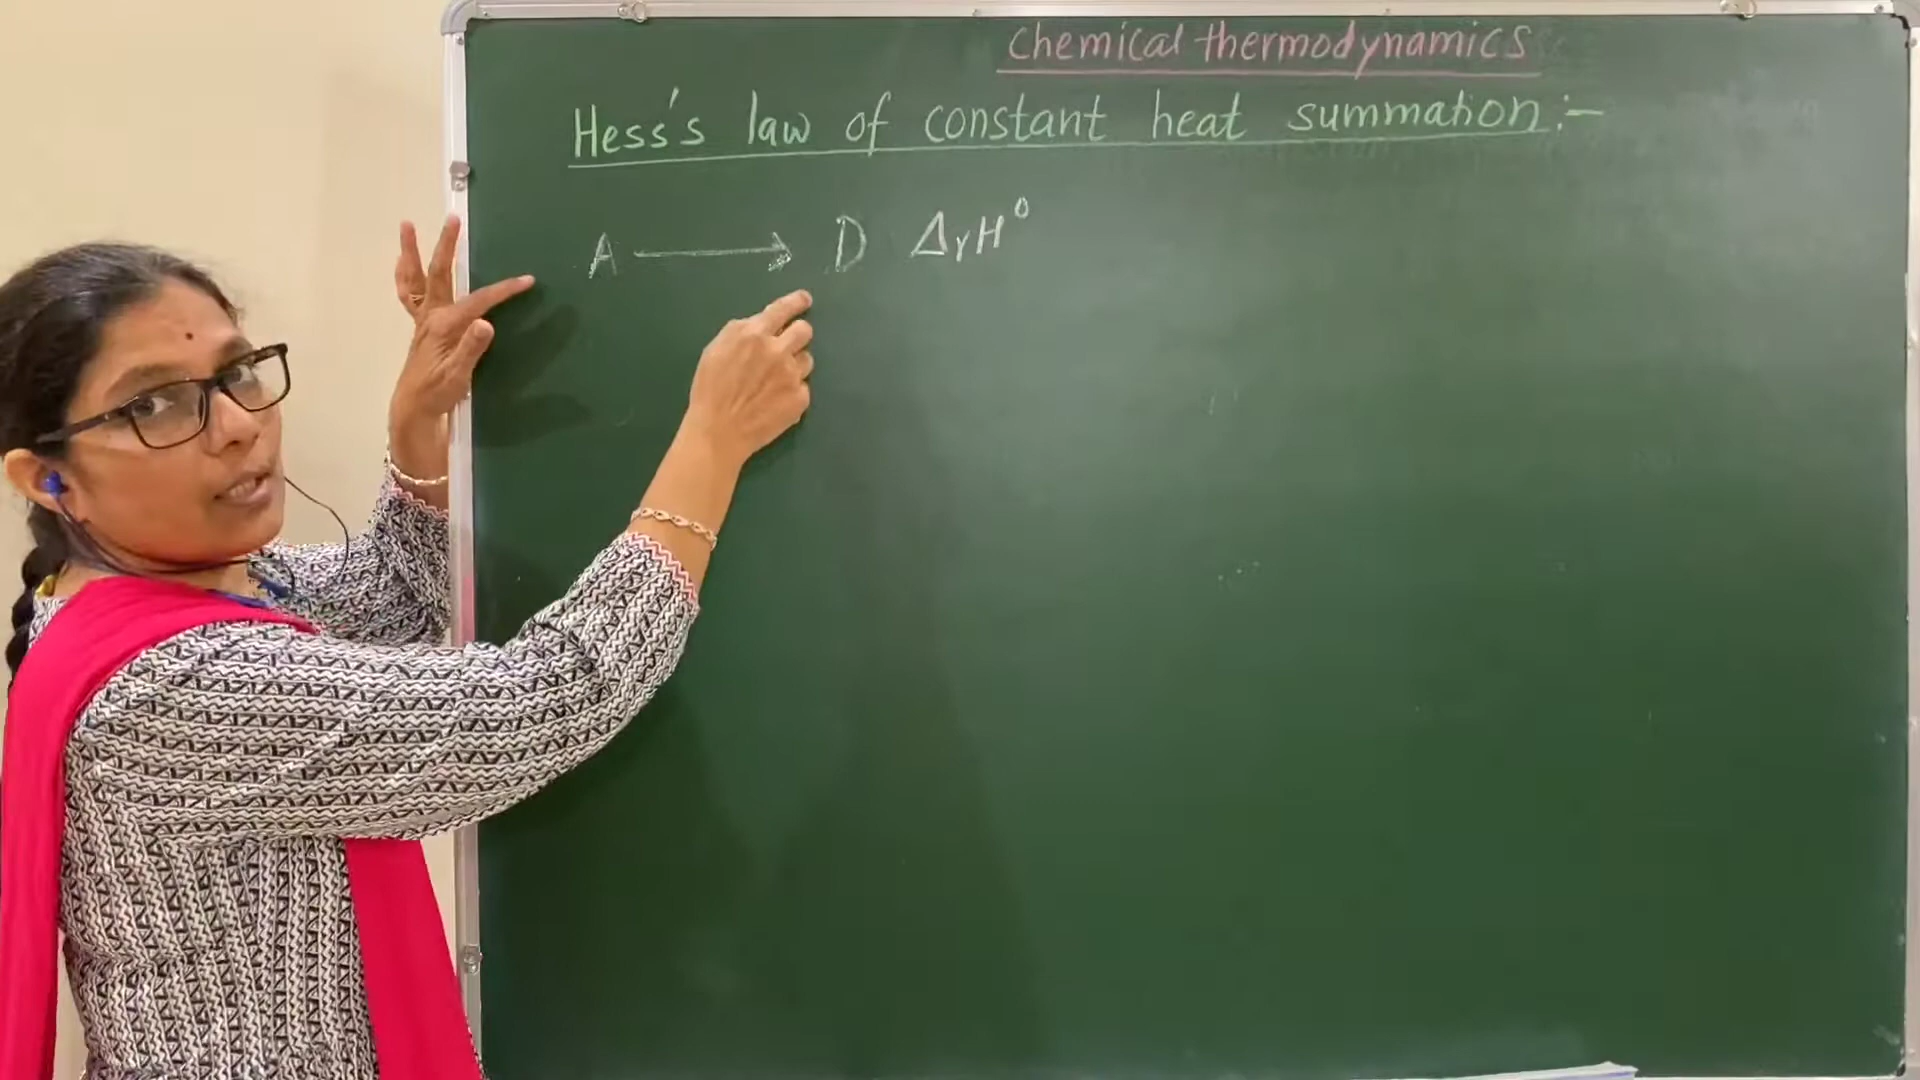 Chemical thermodynamics
Hess's law of constant heat summation :-
A ⟶ D ΔrH°